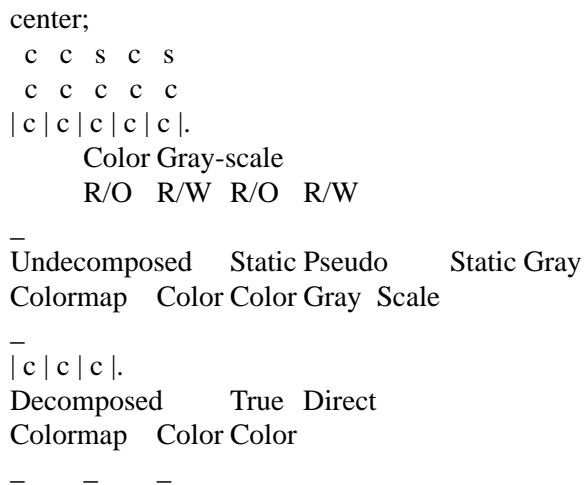 center;
c c s c s
c c c c c
| c | c | c | c | c |.
Color Gray-scale
R/O R/W R/O R/W
_
Undecomposed Static Pseudo Static Gray
Colormap Color Color Gray Scale
_
| c | c | c |.
Decomposed True Direct
Colormap Color Color
_ _ _